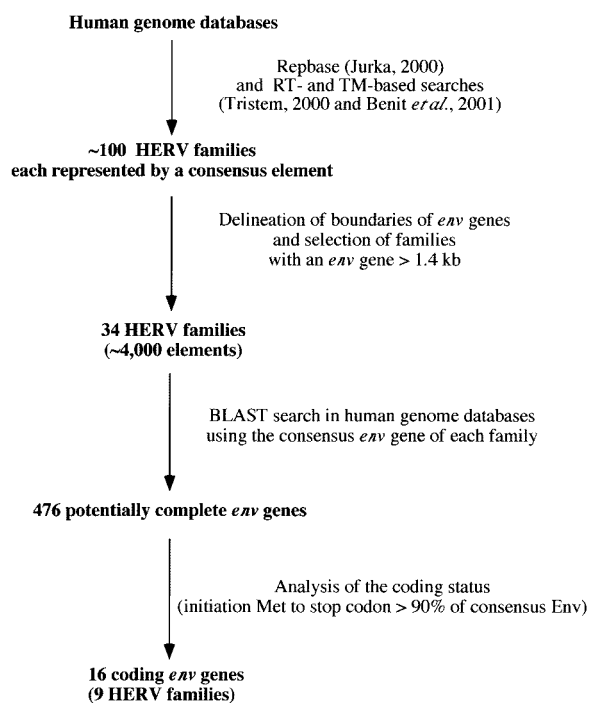 Human genome databases
Repbase (Jurka, 2000)
and RT- and TM-based searches
(Tristem, 2000 and Benit et al., 2001)
~100 HERV families
each represented by a consensus element
Delineation of boundaries of env genes
and selection of families
with an env gene > 1.4 kb
34 HERV families
(~4,000 elements)
BLAST search in human genome databases
using the consensus env gene of each family
476 potentially complete env genes
Analysis of the coding status
(initiation Met to stop codon > 90% of consensus Env)
16 coding env genes
(9 HERV families)